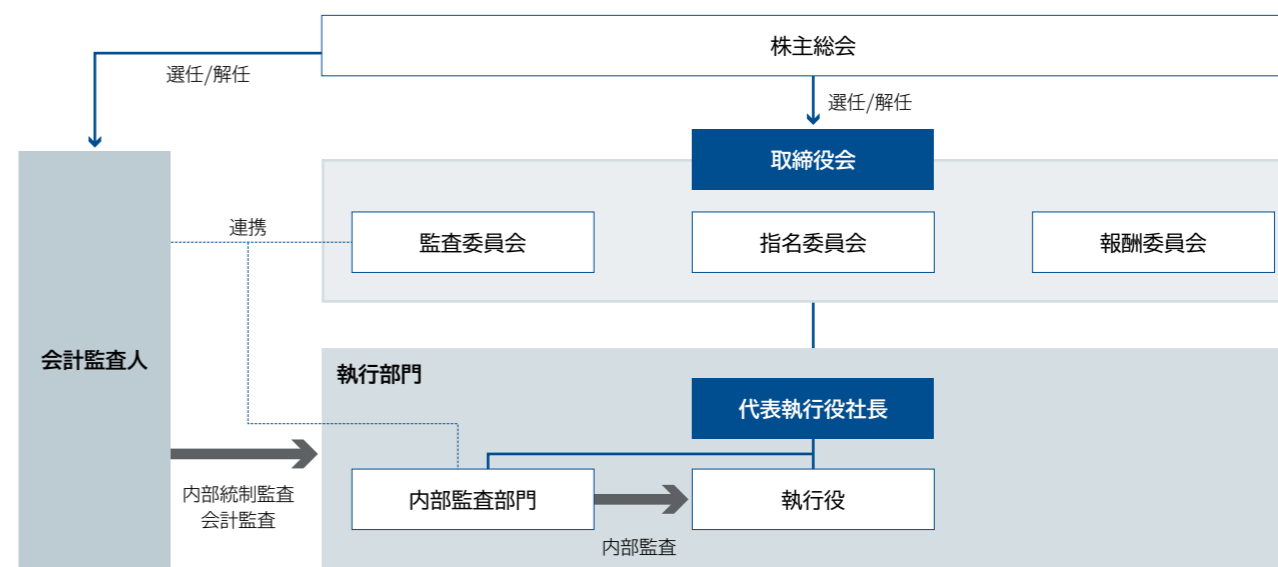 株主総会
選任/解任
選任/解任
取締役会
連携
監査委員会
指名委員会
報酬委員会
会計監査人
執行部門
代表執行役社長
内部統制監査
会計監査
内部監査部門
執行役
内部監査